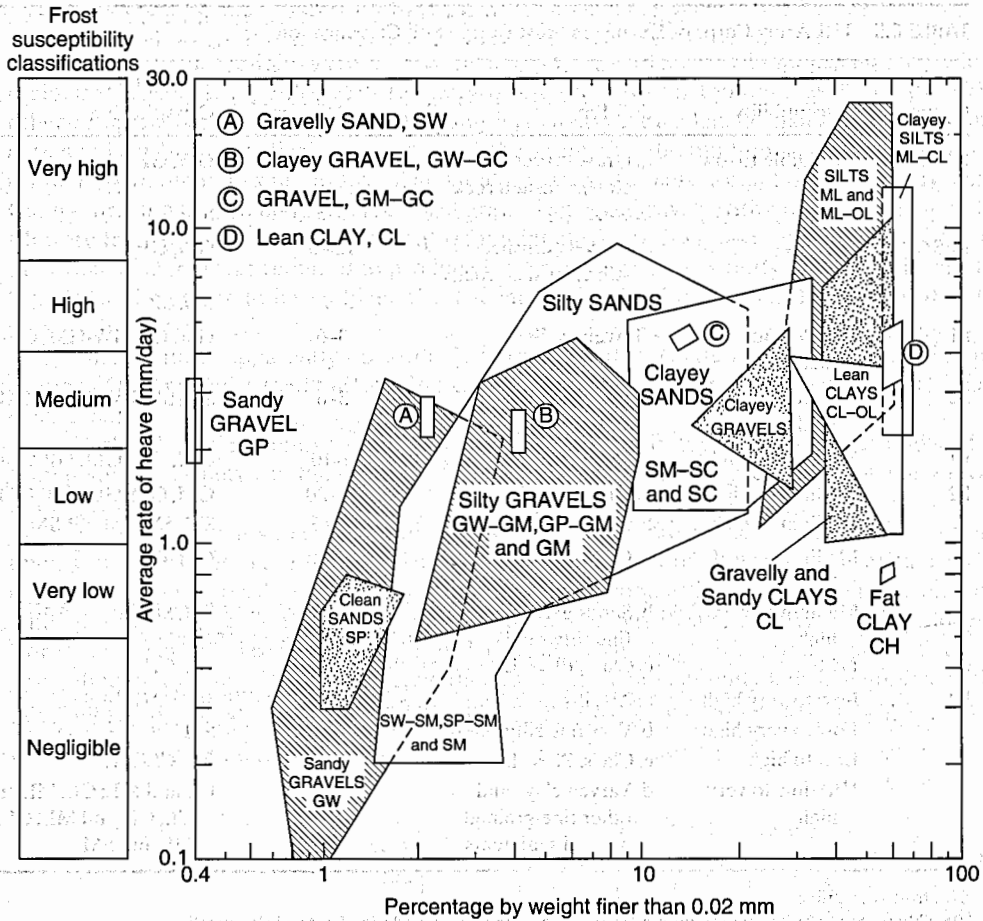 Frost
susceptibility
classifications
Very high
High
Medium
Low
Very low
Negligible
Average rate of heave (mm/day)
30.0
10.0
1.0
0.1
Ⓐ Gravelly SAND, SW
Ⓑ Clayey GRAVEL, GW–GC
Ⓒ GRAVEL, GM–GC
Ⓓ Lean CLAY, CL
Clayey
SILTS
ML–CL
SILTS
ML and
ML–OL
Silty SANDS
Ⓒ
Ⓓ
Sandy
GRAVEL
GP
Ⓐ
Ⓑ
Clayey
SANDS
Clayey
GRAVELS
Lean
CLAYS
CL–OL
SM–SC
and SC
Silty GRAVELS
GW–GM,GP–GM
and GM
Clean
SANDS
SP
Gravelly and
Sandy CLAYS
CL
Fat
CLAY
CH
SW–SM,SP–SM
and SM
Sandy
GRAVELS
GW
0.4
1
10
100
Percentage by weight finer than 0.02 mm